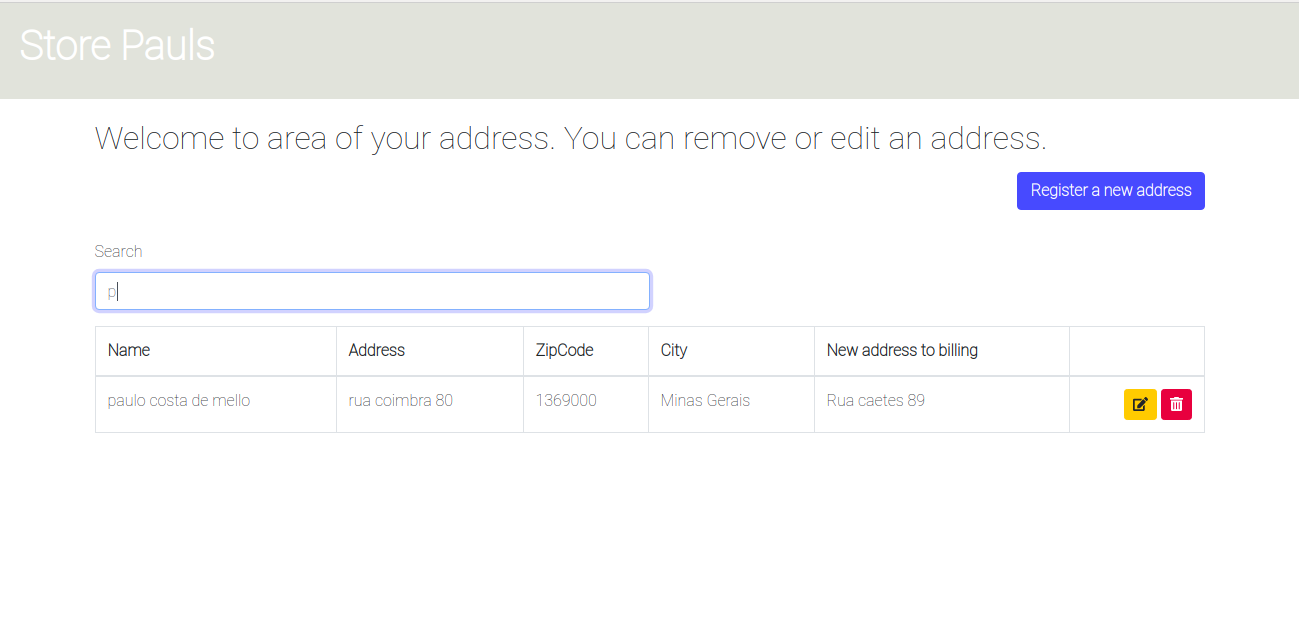 Store Pauls
Welcome to area of your address. You can remove or edit an address.
Register a new address
Search
p
Name Address ZipCode City New address to billing
paulo costa de mello rua coimbra 80 1369000 Minas Gerais Rua caetes 89